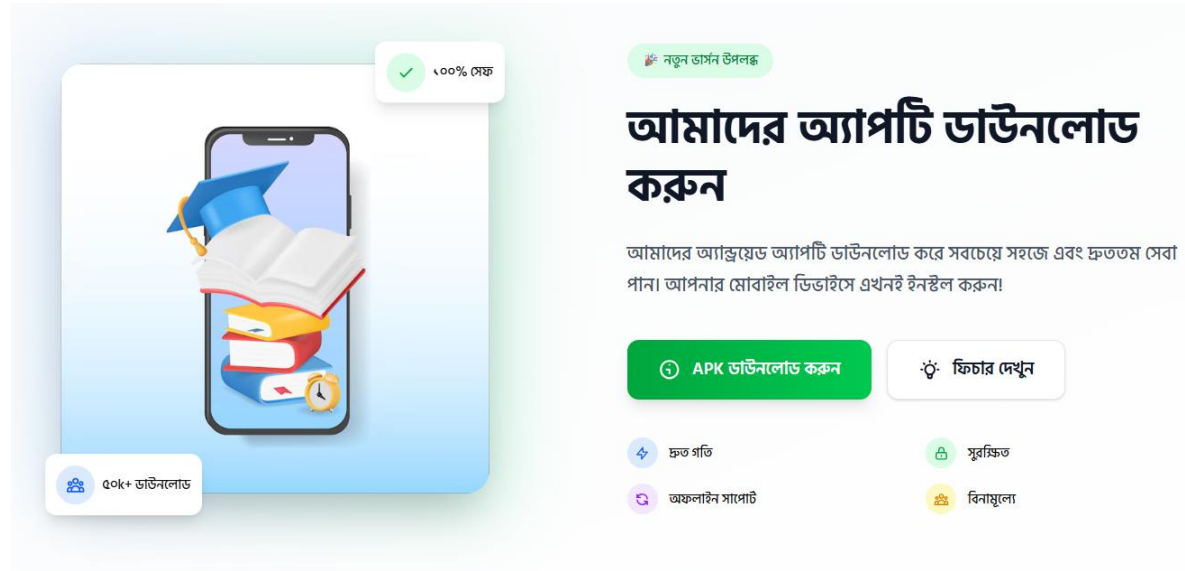 ১০০% সেফ
৫০k+ ডাউনলোড
🎉 নতুন ভার্সন উপলব্ধ
আমাদের অ্যাপটি ডাউনলোড
করুন
আমাদের অ্যান্ড্রয়েড অ্যাপটি ডাউনলোড করে সবচেয়ে সহজে এবং দ্রুততম সেবা
পান। আপনার মোবাইল ডিভাইসে এখনই ইনস্টল করুন!
APK ডাউনলোড করুন
ফিচার দেখুন
দ্রুত গতি
সুরক্ষিত
অফলাইন সাপোর্ট
বিনামূল্যে